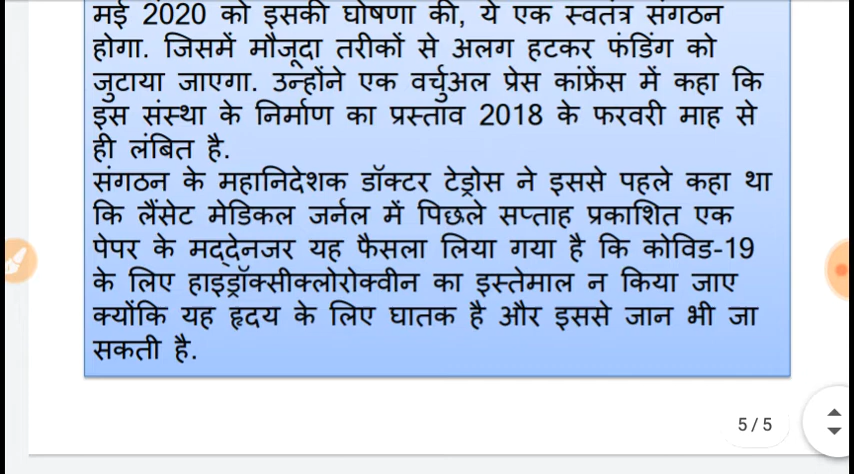 मई 2020 को इसकी घोषणा की, ये एक स्वतंत्र संगठन
होगा. जिसमें मौजूदा तरीकों से अलग हटकर फंडिंग को
जुटाया जाएगा. उन्होंने एक वर्चुअल प्रेस कांफ्रेंस में कहा कि
इस संस्था के निर्माण का प्रस्ताव 2018 के फरवरी माह से
ही लंबित है.
संगठन के महानिदेशक डॉक्टर टेड्रोस ने इससे पहले कहा था
कि लैंसेट मेडिकल जर्नल में पिछले सप्ताह प्रकाशित एक
पेपर के मद्देनजर यह फैसला लिया गया है कि कोविड-19
के लिए हाइड्रॉक्सीक्लोरोक्वीन का इस्तेमाल न किया जाए
क्योंकि यह हृदय के लिए घातक है और इससे जान भी जा
सकती है.
5 / 5